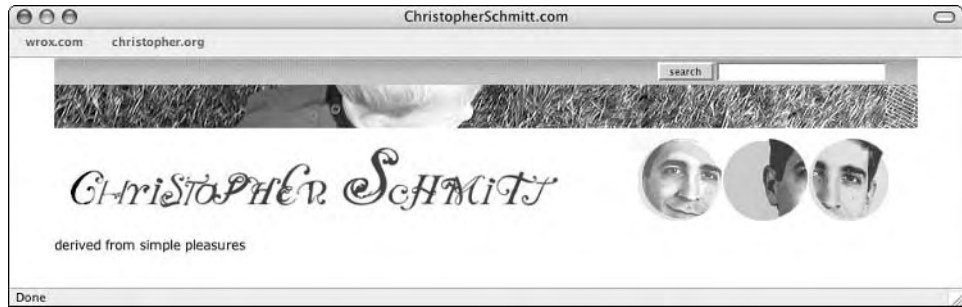 ChristopherSchmitt.com
wrox.com christopher.org
search
CHriSTOPHER ScHMiTT
derived from simple pleasures
Done